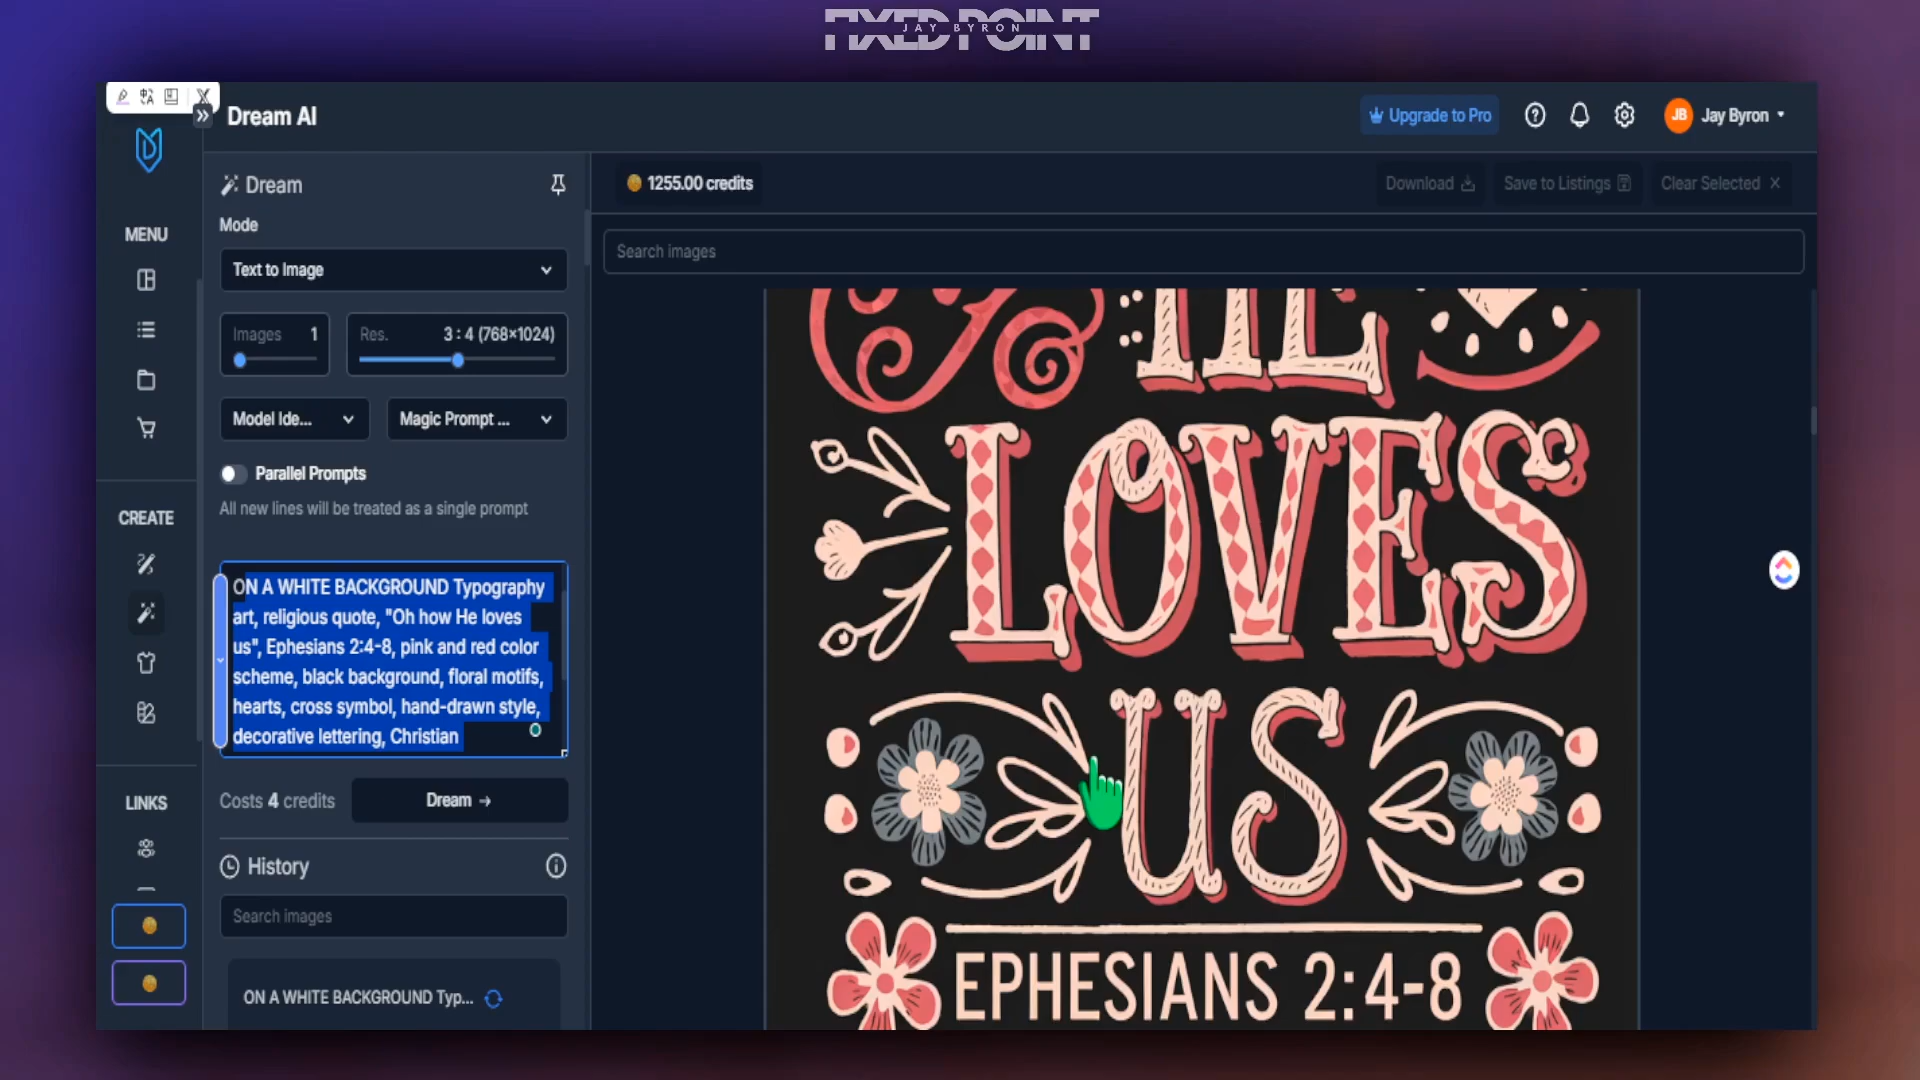 FIXED POINT
JAY BYRON
Dream AI
Upgrade to Pro
JB
Jay Byron
MENU
CREATE
LINKS
Dream
Mode
Text to Image
Images 1
Res. 3 : 4 (768×1024)
Model Ide...
Magic Prompt ...
Parallel Prompts
All new lines will be treated as a single prompt
ON A WHITE BACKGROUND Typography
art, religious quote, "Oh how He loves
us", Ephesians 2:4-8, pink and red color
scheme, black background, floral motifs,
hearts, cross symbol, hand-drawn style,
decorative lettering, Christian
Costs 4 credits
Dream →
History
Search images
ON A WHITE BACKGROUND Typ...
1255.00 credits
Download
Save to Listings
Clear Selected
Search images
HE
LOVES
US
EPHESIANS 2:4-8